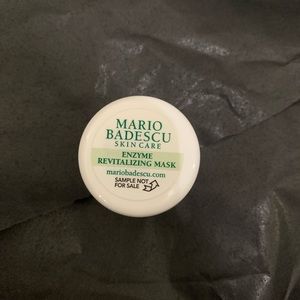 MARIO
BADESCU
SKIN CARE
ENZYME
REVITALIZING MASK
mariobadescu.com
SAMPLE NOT
FOR SALE